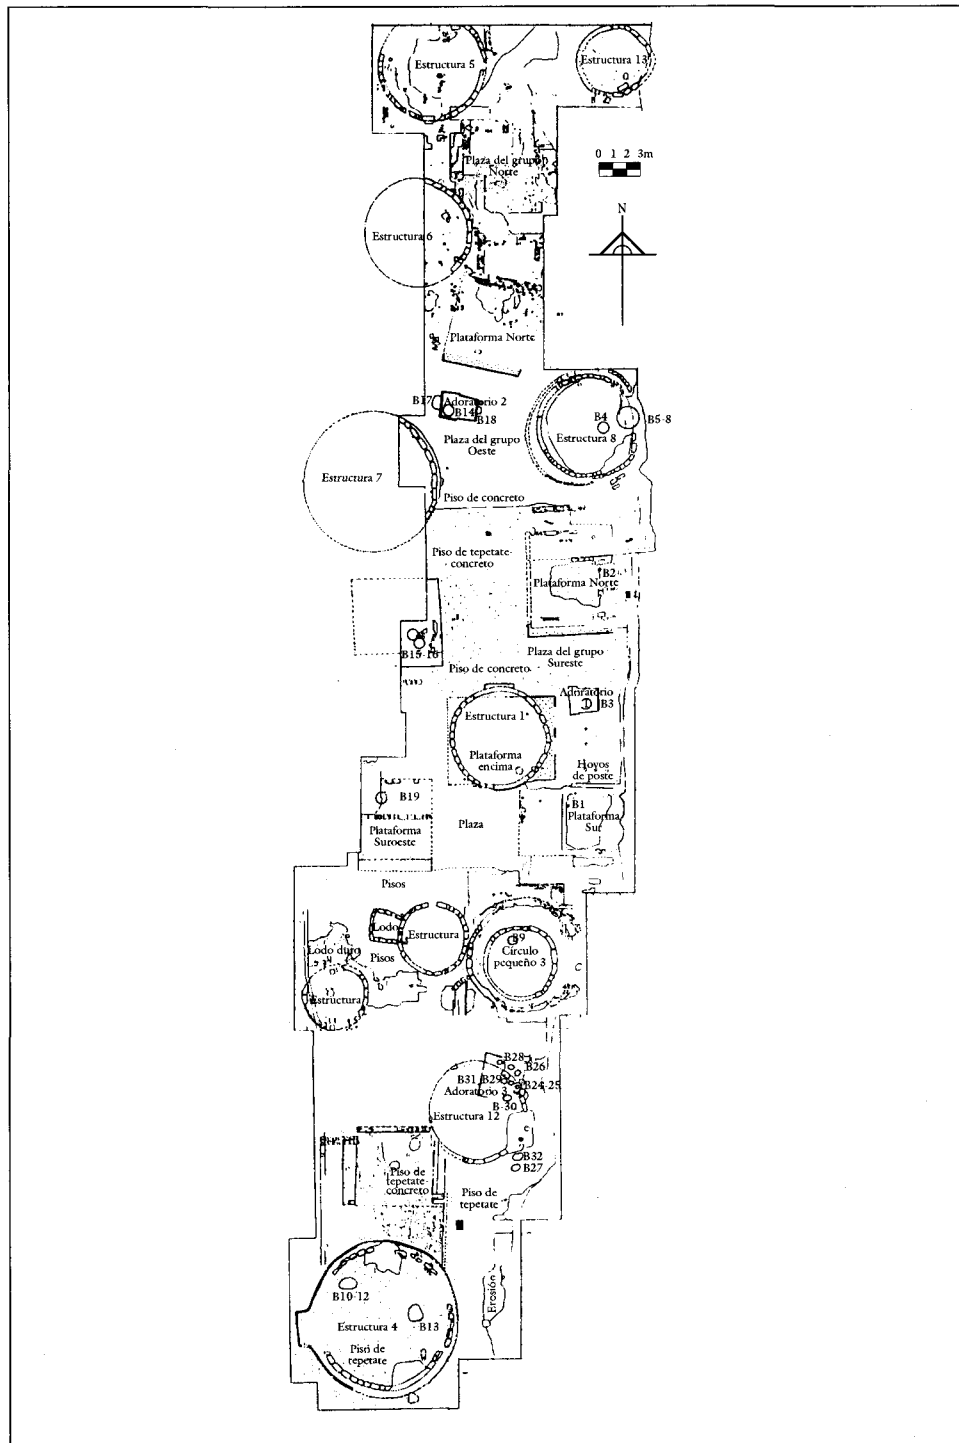 Estructura 5
Estructura 13
0 1 2 3m
Plaza del grupo
Norte
N
Estructura 6
Plataforma Norte
B17
Adoratorio 2
B14
B18
B4
B5-8
Plaza del grupo
Oeste
Estructura 8
Estructura 7
Piso de concreto
Piso de tepetate-
concreto
B2
Plataforma Norte
B15-16
Plaza del grupo
Sureste
Piso de concreto
Adoratorio
B3
Estructura 1
Plataforma
encima
Hoyos
de poste
B19
B1
Plataforma
Sur
Plataforma
Suroeste
Plaza
Pisos
Lodo
Estructura
B9
Círculo
pequeño 3
Lodo duro
Pisos
C
Estructura
B28
B26
B31
B29
B24-25
Adoratorio 3
B-30
Estructura 12
c
B32
B27
Piso de
tepetate-
concreto
Piso de
tepetate
Erosión
B10-12
Estructura 4
B13
Piso de
tepetate